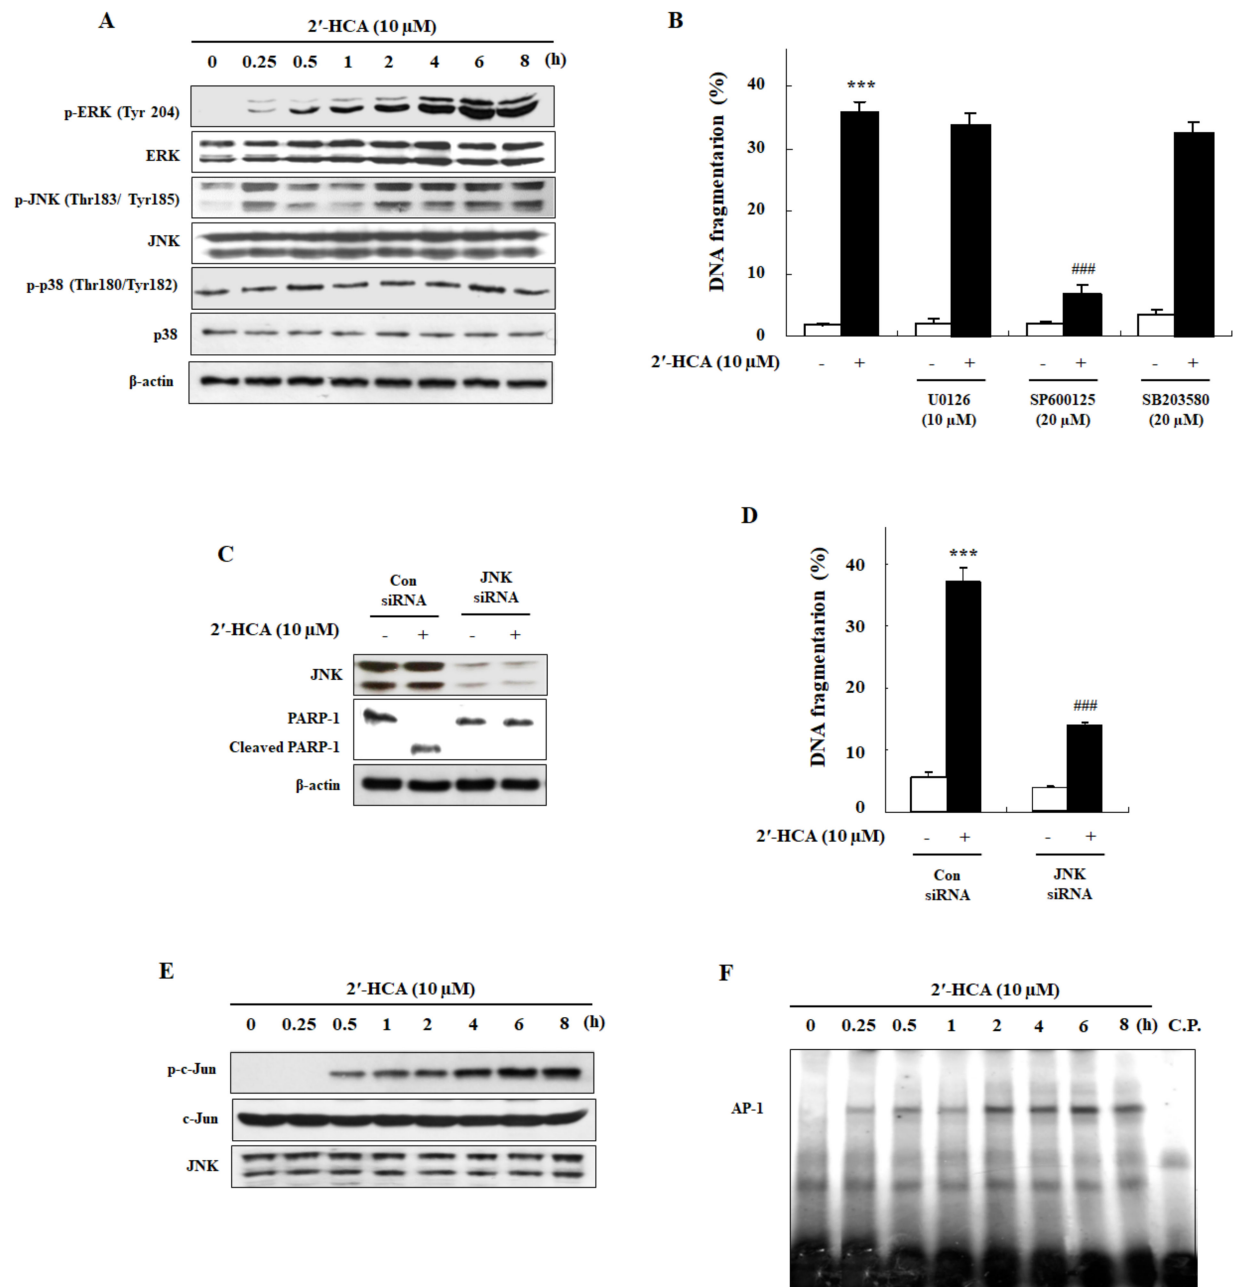 A
2′-HCA (10 μM)
0 0.25 0.5 1 2 4 6 8 (h)
p-ERK (Tyr 204)
ERK
p-JNK (Thr183/ Tyr185)
JNK
p-p38 (Thr180/Tyr182)
p38
β-actin
B
DNA fragmentarion (%)
40
30
20
10
0
***
###
2′-HCA (10 μM) - + - + - + - +
U0126 SP600125 SB203580
(10 μM) (20 μM) (20 μM)
C
Con JNK
siRNA siRNA
2′-HCA (10 μM) - + - +
JNK
PARP-1
Cleaved PARP-1
β-actin
D
DNA fragmentarion (%)
40
30
20
10
0
***
###
2′-HCA (10 μM) - + - +
Con JNK
siRNA siRNA
E
2′-HCA (10 μM)
0 0.25 0.5 1 2 4 6 8 (h)
p-c-Jun
c-Jun
JNK
F
2′-HCA (10 μM)
0 0.25 0.5 1 2 4 6 8 (h) C.P.
AP-1